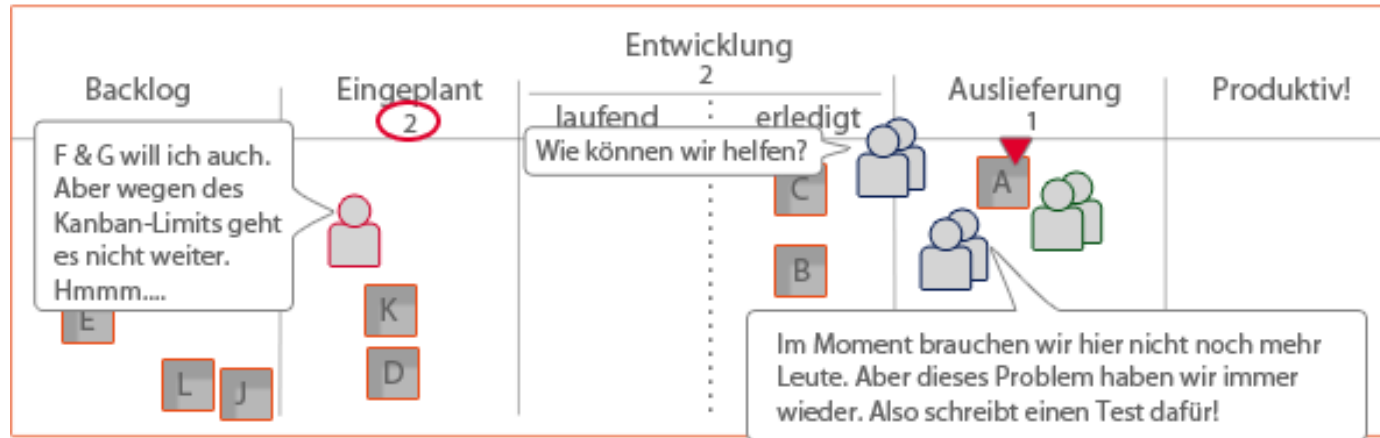 Entwicklung
2
Backlog
Eingeplant
2
laufend
erledigt
Auslieferung
1
Produktiv!
F & G will ich auch.
Aber wegen des
Kanban-Limits geht
es nicht weiter.
Hmmm....
Wie können wir helfen?
C
A
B
K
E
D
L
J
Im Moment brauchen wir hier nicht noch mehr
Leute. Aber dieses Problem haben wir immer
wieder. Also schreibt einen Test dafür!